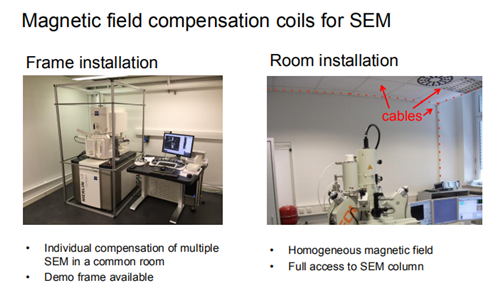 Magnetic field compensation coils for SEM
Frame installation
Room installation
cables
• Individual compensation of multiple
SEM in a common room
• Demo frame available
• Homogeneous magnetic field
• Full access to SEM column